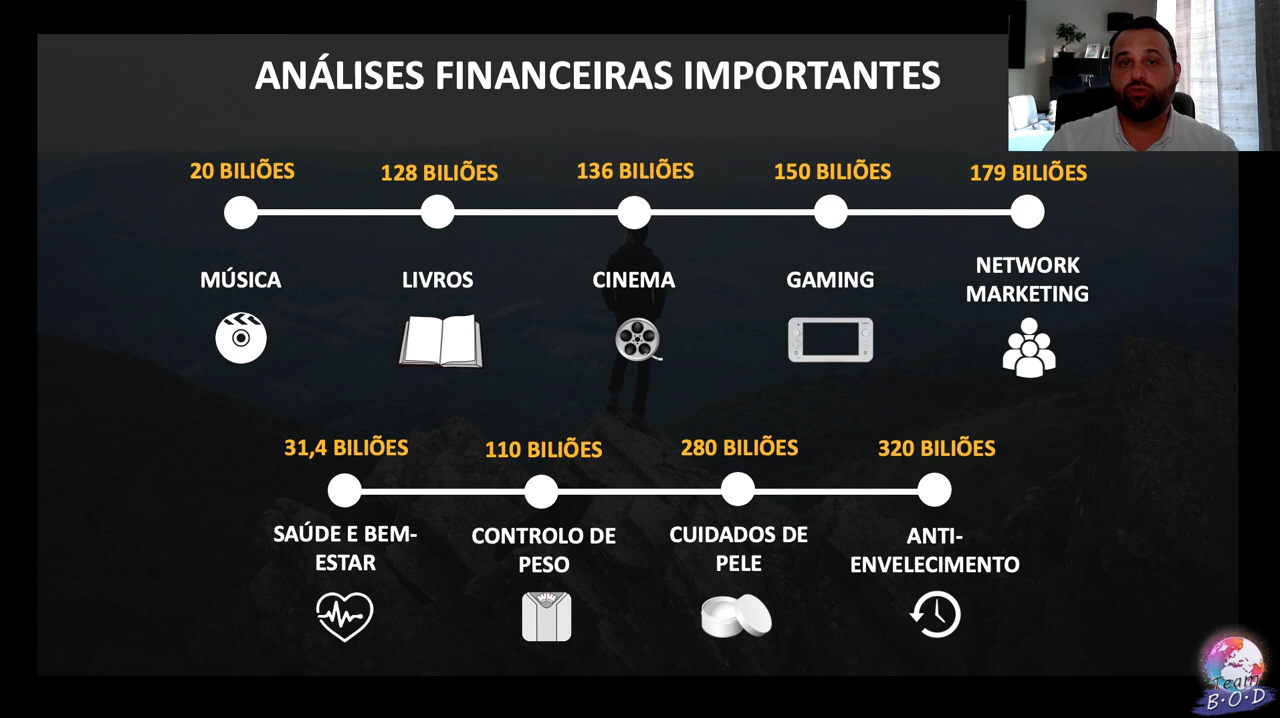 ANÁLISES FINANCEIRAS IMPORTANTES
20 BILIÕES
128 BILIÕES
136 BILIÕES
150 BILIÕES
179 BILIÕES
MÚSICA
LIVROS
CINEMA
GAMING
NETWORK
MARKETING
31,4 BILIÕES
110 BILIÕES
280 BILIÕES
320 BILIÕES
SAÚDE E BEM-
ESTAR
CONTROLO DE
PESO
CUIDADOS DE
PELE
ANTI-
ENVELECIMENTO
Team
B·O·D